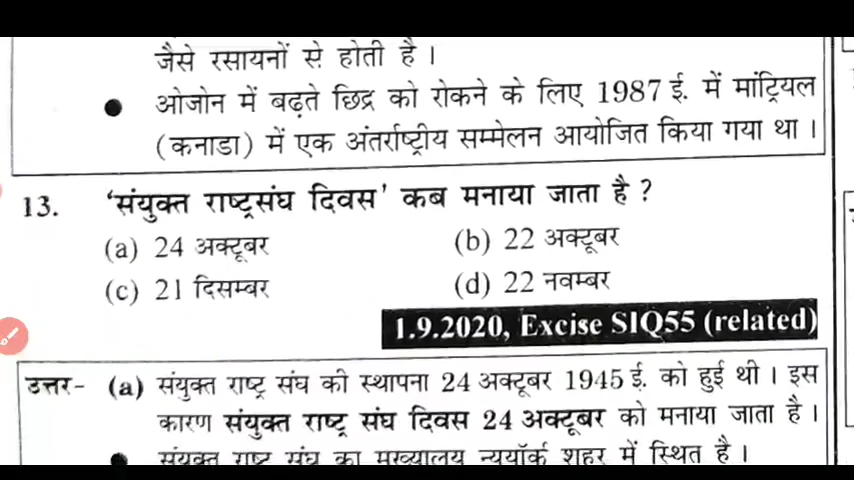 जैसे रसायनों से होती है ।
● ओजोन में बढ़ते छिद्र को रोकने के लिए 1987 ई. में मांट्रियल
(कनाडा) में एक अंतर्राष्ट्रीय सम्मेलन आयोजित किया गया था ।
13. ‘संयुक्त राष्ट्रसंघ दिवस’ कब मनाया जाता है ?
(a) 24 अक्टूबर (b) 22 अक्टूबर
(c) 21 दिसम्बर (d) 22 नवम्बर
1.9.2020, Excise SIQ55 (related)
उत्तर- (a) संयुक्त राष्ट्र संघ की स्थापना 24 अक्टूबर 1945 ई. को हुई थी । इस
कारण संयुक्त राष्ट्र संघ दिवस 24 अक्टूबर को मनाया जाता है ।
● संयुक्त राष्ट्र संघ का मुख्यालय न्यूयॉर्क शहर में स्थित है ।